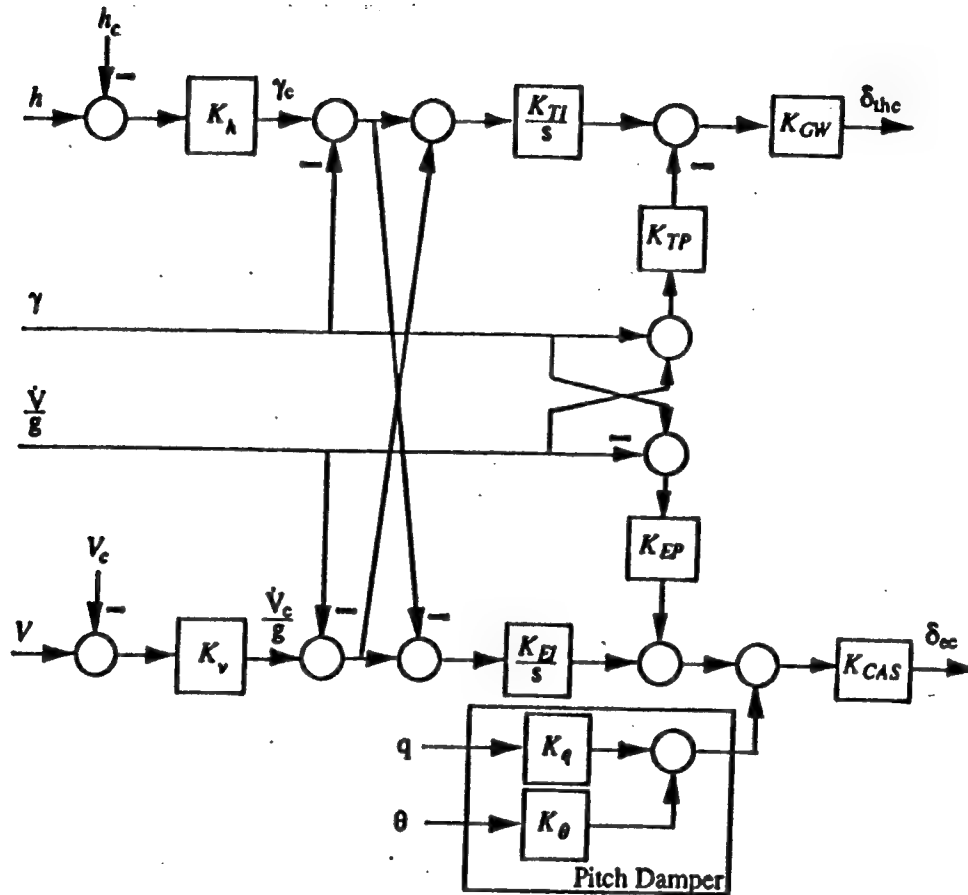 h_c
−
h
K_h
γ_c
−
K_TI
s
−
K_GW
δ_thc
K_TP
γ
V̇
g
−
K_EP
V_c
−
V
K_v
V̇_c
g
−
−
K_EI
s
K_CAS
δ_ec
q
K_q
θ
K_θ
Pitch Damper